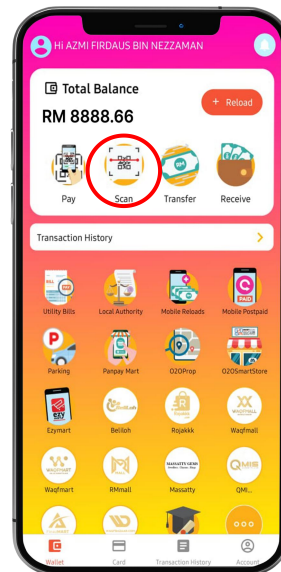 Hi AZMI FIRDAUS BIN NEZZAMAN
Total Balance
+ Reload
RM 8888.66
Pay Scan Transfer Receive
Transaction History
Utility Bills Local Authority Mobile Reloads Mobile Postpaid
Parking Panpay Mart O2OProp O2OSmartStore
Ezymart Beliloh Rojakkk Waqfmall
Waqfmart RMmall Massatty QMI...
Wallet Card Transaction History Account